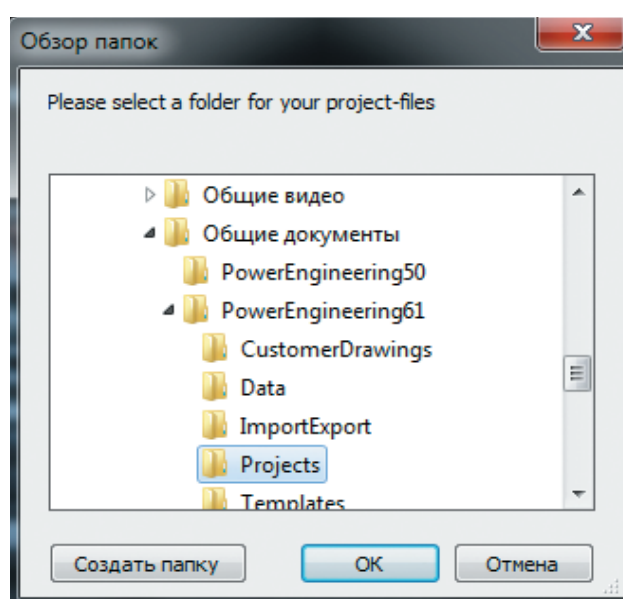 Обзор папок
Please select a folder for your project-files
Общие видео
Общие документы
PowerEngineering50
PowerEngineering61
CustomerDrawings
Data
ImportExport
Projects
Templates
Создать папку OK Отмена